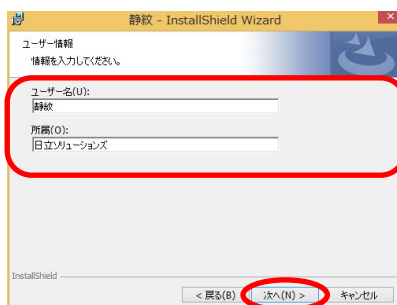 静紋 - InstallShield Wizard
ユーザー情報
情報を入力してください。
ユーザー名(U):
静紋
所属(O):
日立ソリューションズ
InstallShield
< 戻る(B)
次へ(N) >
キャンセル